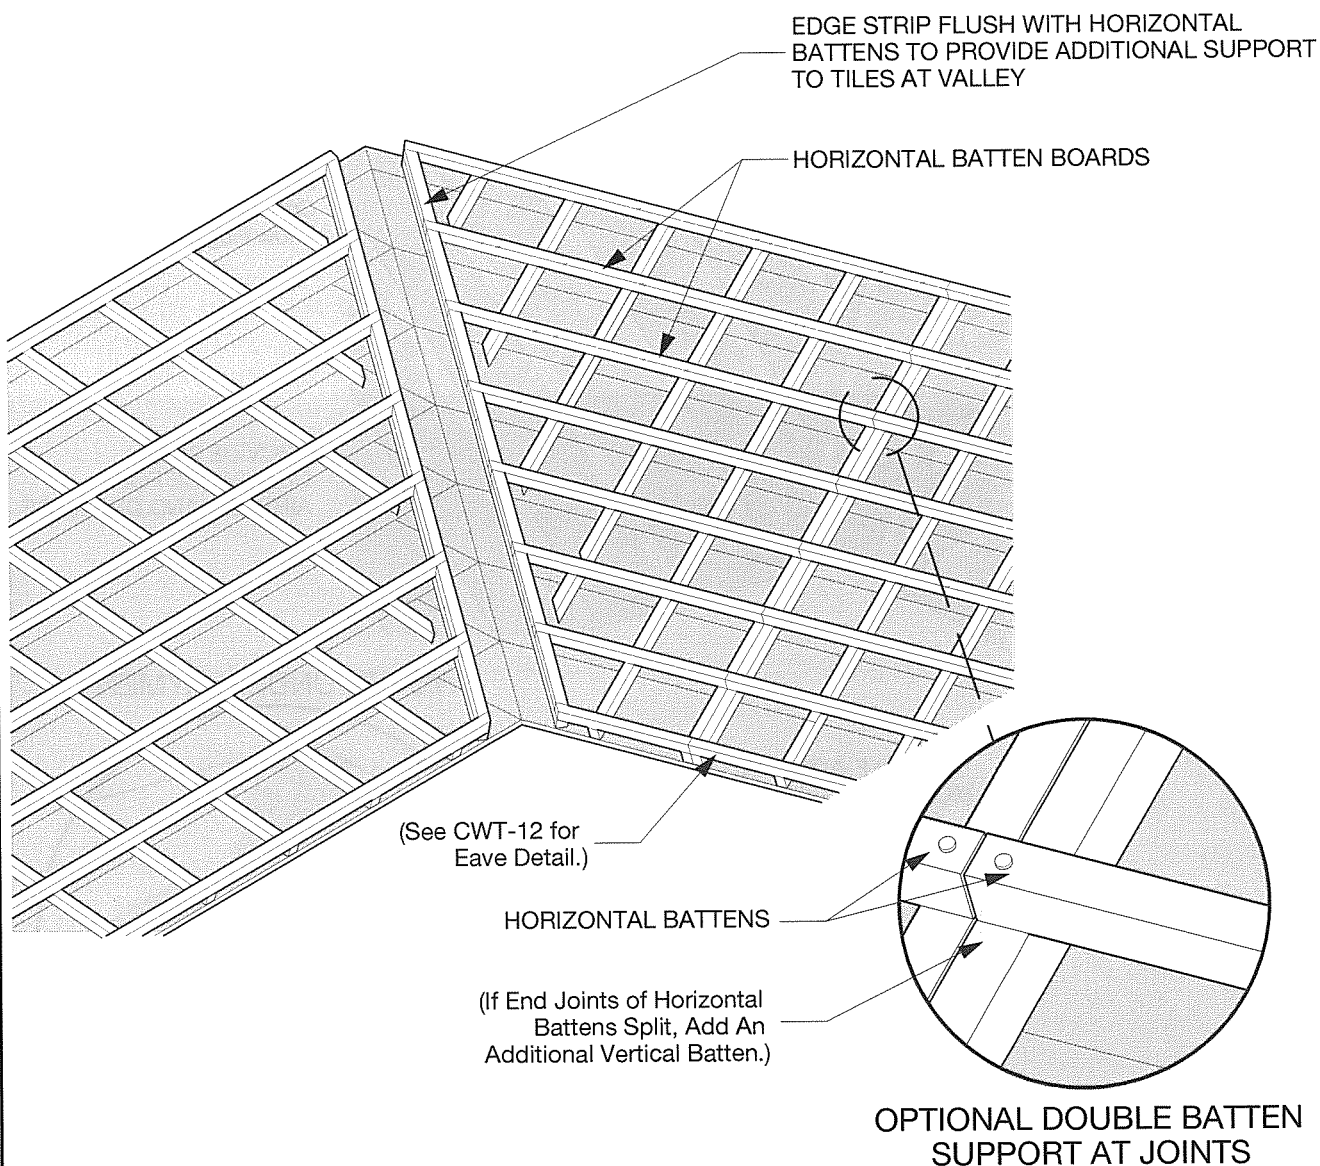 EDGE STRIP FLUSH WITH HORIZONTAL
BATTENS TO PROVIDE ADDITIONAL SUPPORT
TO TILES AT VALLEY
HORIZONTAL BATTEN BOARDS
(See CWT-12 for
Eave Detail.)
HORIZONTAL BATTENS
(If End Joints of Horizontal
Battens Split, Add An
Additional Vertical Batten.)
OPTIONAL DOUBLE BATTEN
SUPPORT AT JOINTS